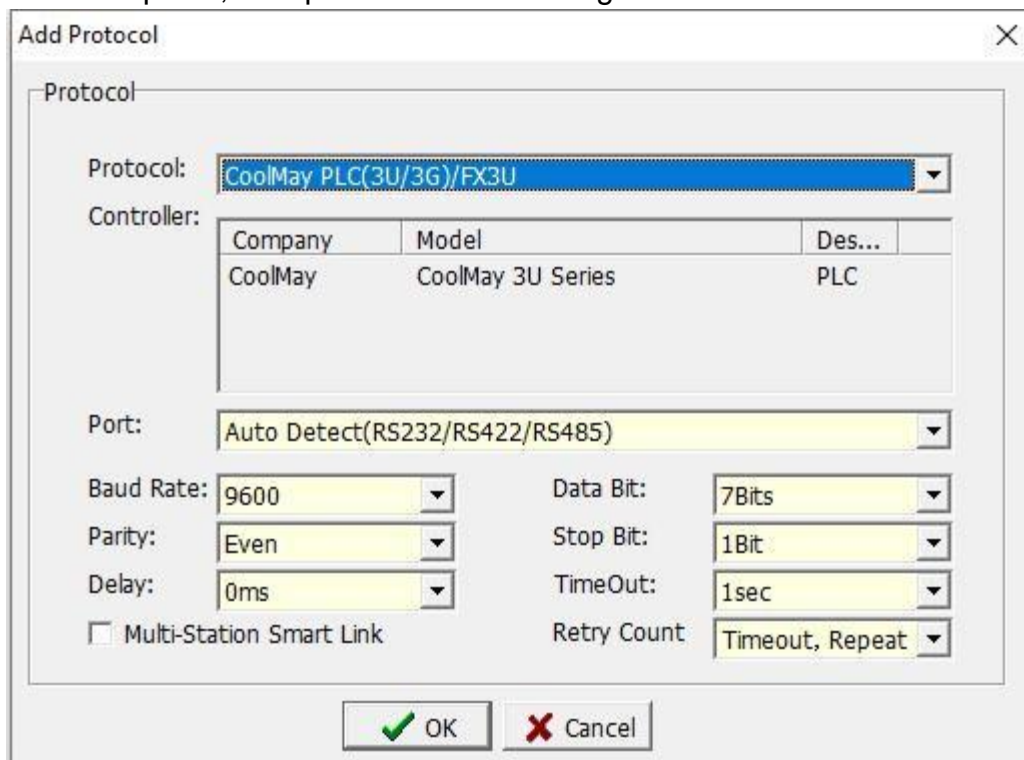 Add Protocol
Protocol
Protocol: CoolMay PLC(3U/3G)/FX3U
Controller:
Company Model Des...
CoolMay CoolMay 3U Series PLC
Port: Auto Detect(RS232/RS422/RS485)
Baud Rate: 9600 Data Bit: 7Bits
Parity: Even Stop Bit: 1Bit
Delay: 0ms TimeOut: 1sec
Multi-Station Smart Link Retry Count Timeout, Repeat
OK Cancel